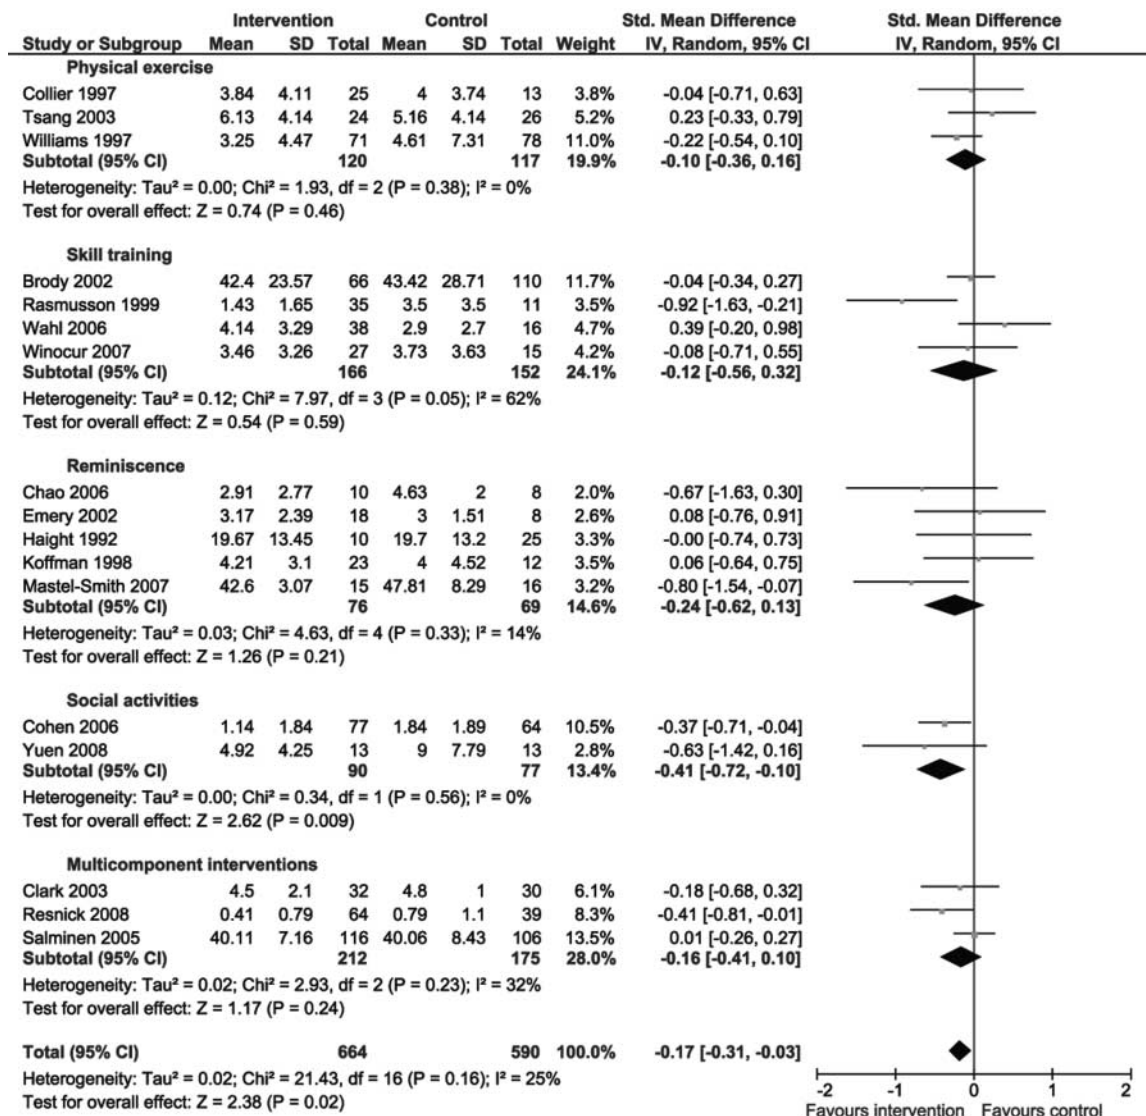 Intervention Control Std. Mean Difference Std. Mean Difference
Study or Subgroup Mean SD Total Mean SD Total Weight IV, Random, 95% CI IV, Random, 95% CI
Physical exercise
Collier 1997 3.84 4.11 25 4 3.74 13 3.8% -0.04 [-0.71, 0.63]
Tsang 2003 6.13 4.14 24 5.16 4.14 26 5.2% 0.23 [-0.33, 0.79]
Williams 1997 3.25 4.47 71 4.61 7.31 78 11.0% -0.22 [-0.54, 0.10]
Subtotal (95% CI) 120 117 19.9% -0.10 [-0.36, 0.16]
Heterogeneity: Tau² = 0.00; Chi² = 1.93, df = 2 (P = 0.38); I² = 0%
Test for overall effect: Z = 0.74 (P = 0.46)
Skill training
Brody 2002 42.4 23.57 66 43.42 28.71 110 11.7% -0.04 [-0.34, 0.27]
Rasmusson 1999 1.43 1.65 35 3.5 3.5 11 3.5% -0.92 [-1.63, -0.21]
Wahl 2006 4.14 3.29 38 2.9 2.7 16 4.7% 0.39 [-0.20, 0.98]
Winocur 2007 3.46 3.26 27 3.73 3.63 15 4.2% -0.08 [-0.71, 0.55]
Subtotal (95% CI) 166 152 24.1% -0.12 [-0.56, 0.32]
Heterogeneity: Tau² = 0.12; Chi² = 7.97, df = 3 (P = 0.05); I² = 62%
Test for overall effect: Z = 0.54 (P = 0.59)
Reminiscence
Chao 2006 2.91 2.77 10 4.63 2 8 2.0% -0.67 [-1.63, 0.30]
Emery 2002 3.17 2.39 18 3 1.51 8 2.6% 0.08 [-0.76, 0.91]
Haight 1992 19.67 13.45 10 19.7 13.2 25 3.3% -0.00 [-0.74, 0.73]
Koffman 1998 4.21 3.1 23 4 4.52 12 3.6% 0.06 [-0.64, 0.75]
Mastel-Smith 2007 42.6 3.07 15 47.81 8.29 16 3.2% -0.80 [-1.54, -0.07]
Subtotal (95% CI) 76 69 14.6% -0.24 [-0.62, 0.13]
Heterogeneity: Tau² = 0.03; Chi² = 4.63, df = 4 (P = 0.33); I² = 14%
Test for overall effect: Z = 1.26 (P = 0.21)
Social activities
Cohen 2006 1.14 1.84 77 1.84 1.89 64 10.5% -0.37 [-0.71, -0.04]
Yuen 2008 4.92 4.25 13 9 7.79 13 2.8% -0.63 [-1.42, 0.16]
Subtotal (95% CI) 90 77 13.4% -0.41 [-0.72, -0.10]
Heterogeneity: Tau² = 0.00; Chi² = 0.34, df = 1 (P = 0.56); I² = 0%
Test for overall effect: Z = 2.62 (P = 0.009)
Multicomponent interventions
Clark 2003 4.5 2.1 32 4.8 1 30 6.1% -0.18 [-0.68, 0.32]
Resnick 2008 0.41 0.79 64 0.79 1.1 39 8.3% -0.41 [-0.81, -0.01]
Salminen 2005 40.11 7.16 116 40.06 8.43 106 13.5% 0.01 [-0.26, 0.27]
Subtotal (95% CI) 212 175 28.0% -0.16 [-0.41, 0.10]
Heterogeneity: Tau² = 0.02; Chi² = 2.93, df = 2 (P = 0.23); I² = 32%
Test for overall effect: Z = 1.17 (P = 0.24)
Total (95% CI) 664 590 100.0% -0.17 [-0.31, -0.03]
Heterogeneity: Tau² = 0.02; Chi² = 21.43, df = 16 (P = 0.16); I² = 25%
Test for overall effect: Z = 2.38 (P = 0.02)
-2 -1 0 1 2
Favours intervention Favours control